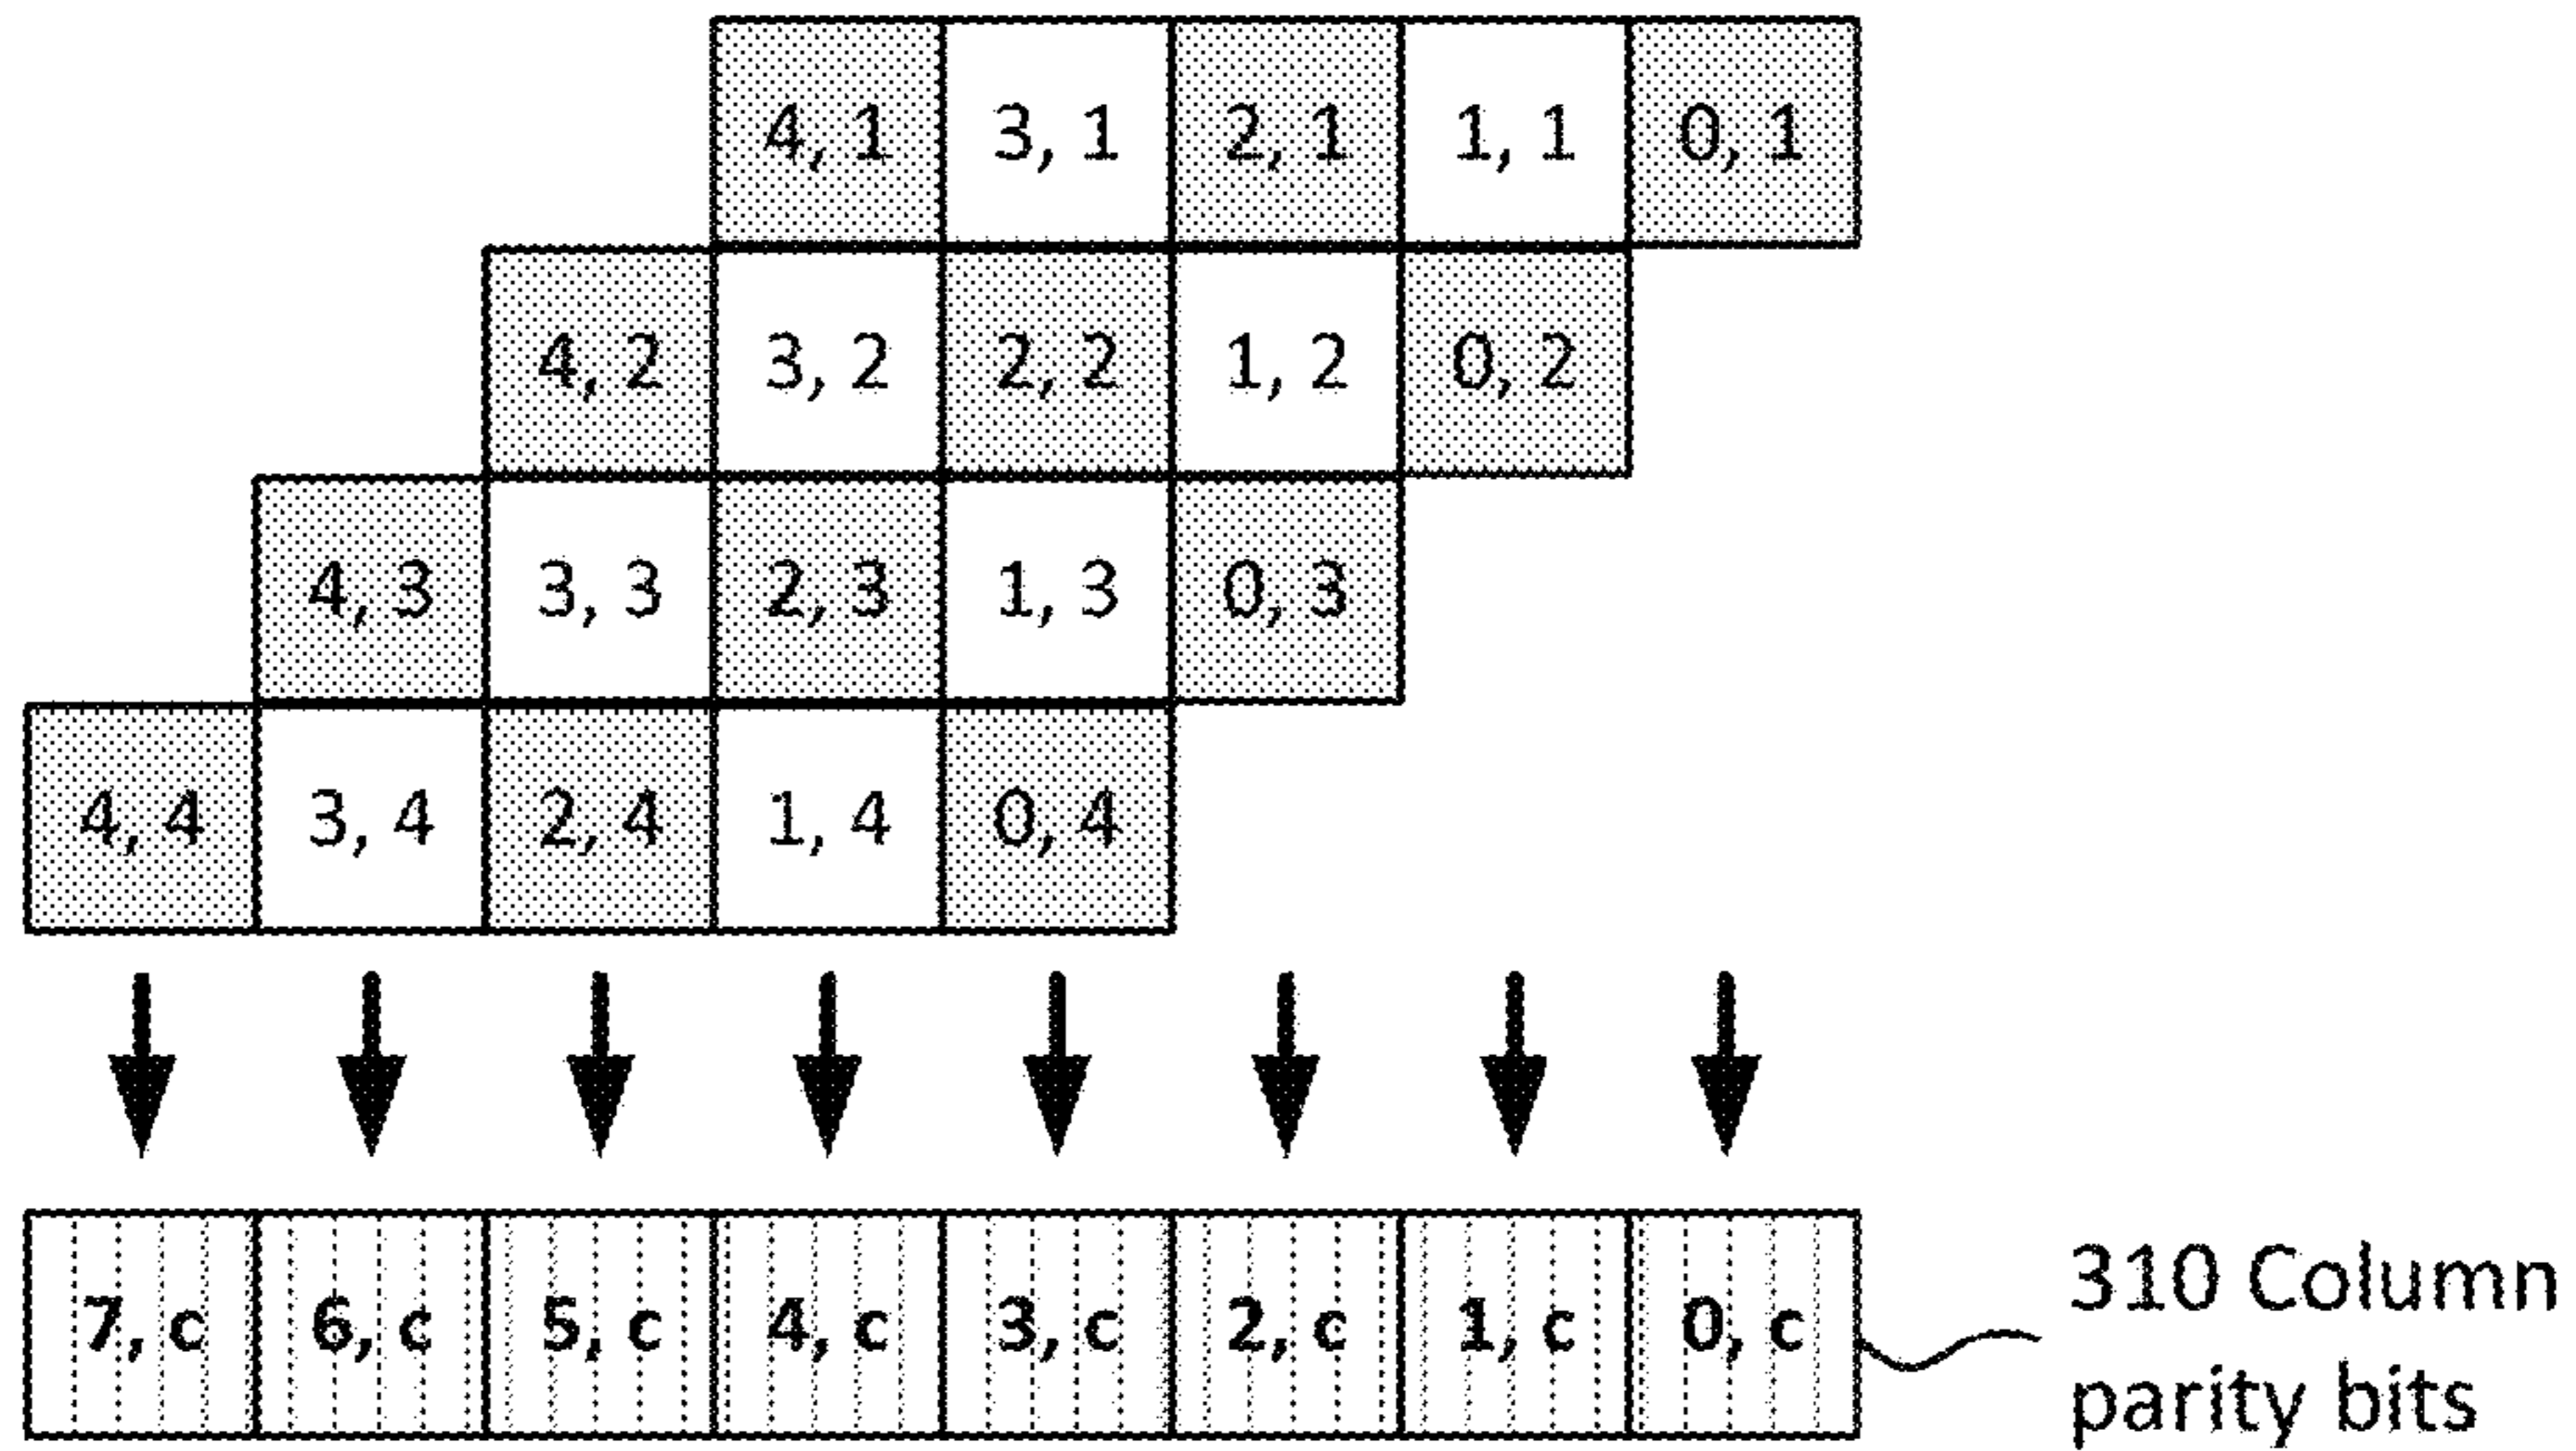 4, 1 3, 1 2, 1 1, 1 0, 1
4, 2 3, 2 2, 2 1, 2 0, 2
4, 3 3, 3 2, 3 1, 3 0, 3
4, 4 3, 4 2, 4 1, 4 0, 4
7, c 6, c 5, c 4, c 3, c 2, c 1, c 0, c
310 Column
parity bits